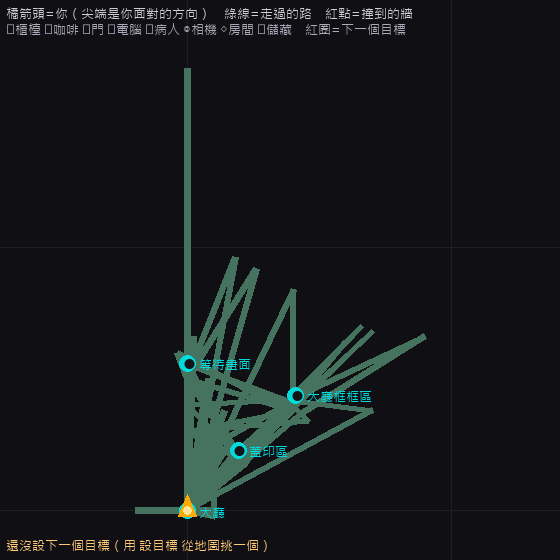 橘箭頭=你（尖端是你面對的方向） 綠線=走過的路 紅點=撞到的牆
▯櫃檯 ▯咖啡 ▯門 ▯電腦 ▯病人 ⌾相機 ◇房間 ▯儲藏 紅圈=下一個目標
等待畫面
大廳框框區
蓋印區
大廳
還沒設下一個目標（用 設目標 從地圖挑一個）